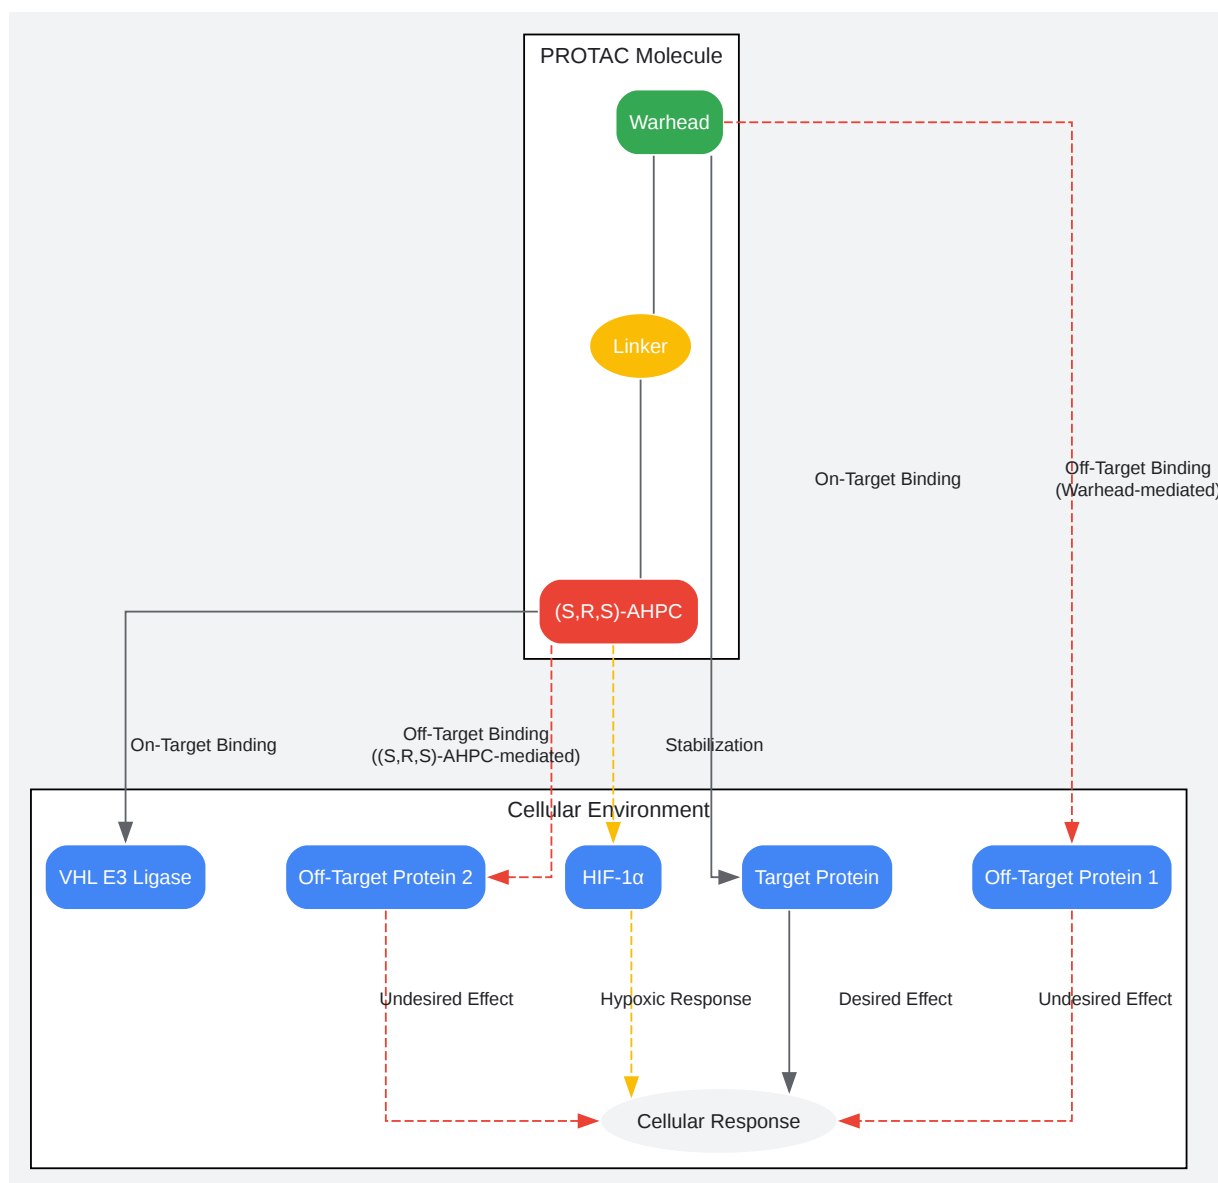 PROTAC Molecule
Warhead
Linker
On-Target Binding
Off-Target Binding
(Warhead-mediated)
(S,R,S)-AHPC
On-Target Binding
Off-Target Binding
((S,R,S)-AHPC-mediated)
Stabilization
Cellular Environment
VHL E3 Ligase
Off-Target Protein 2
HIF-1α
Target Protein
Off-Target Protein 1
Undesired Effect
Hypoxic Response
Desired Effect
Undesired Effect
Cellular Response